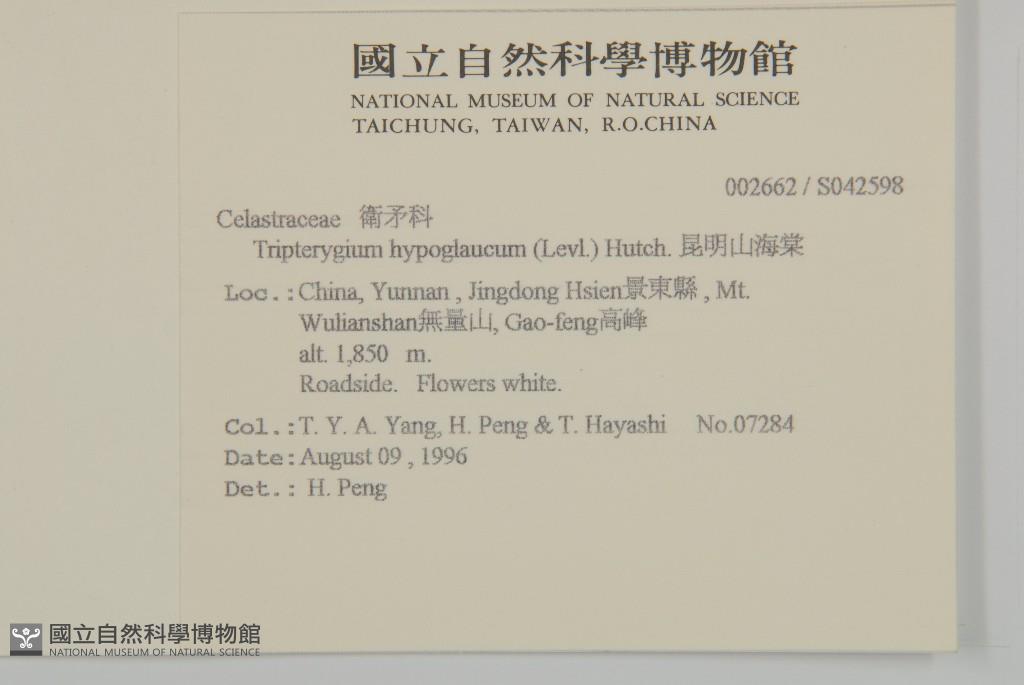 國立自然科學博物館
NATIONAL MUSEUM OF NATURAL SCIENCE
TAICHUNG, TAIWAN, R.O.CHINA
002662 / S042598
Celastraceae 衛矛科
Tripterygium hypoglaucum (Levl.) Hutch. 昆明山海棠
Loc.: China, Yunnan , Jingdong Hsien景東縣 , Mt.
Wulianshan無量山, Gao-feng高峰
alt. 1,850 m.
Roadside. Flowers white.
Col.: T. Y. A. Yang, H. Peng & T. Hayashi No.07284
Date: August 09 , 1996
Det.: H. Peng
國立自然科學博物館
NATIONAL MUSEUM OF NATURAL SCIENCE